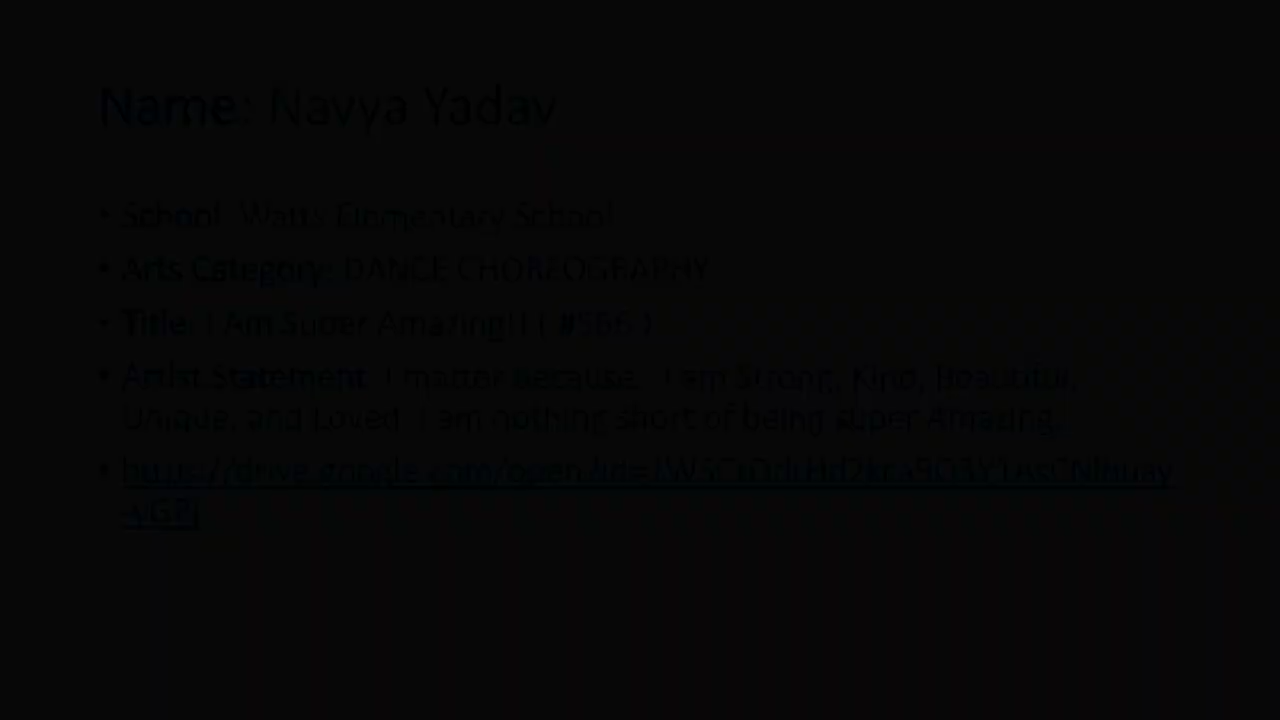 Name: Navya Yadav
• School: Watts Elementary School
• Arts Category: DANCE CHOREOGRAPHY
• Title: I Am Super Amazing!! (
• Artist Statement: I matter because. I am Strong, Kind, Beautiful,
Unique, and Loved. I am nothing short of being super Amazing.